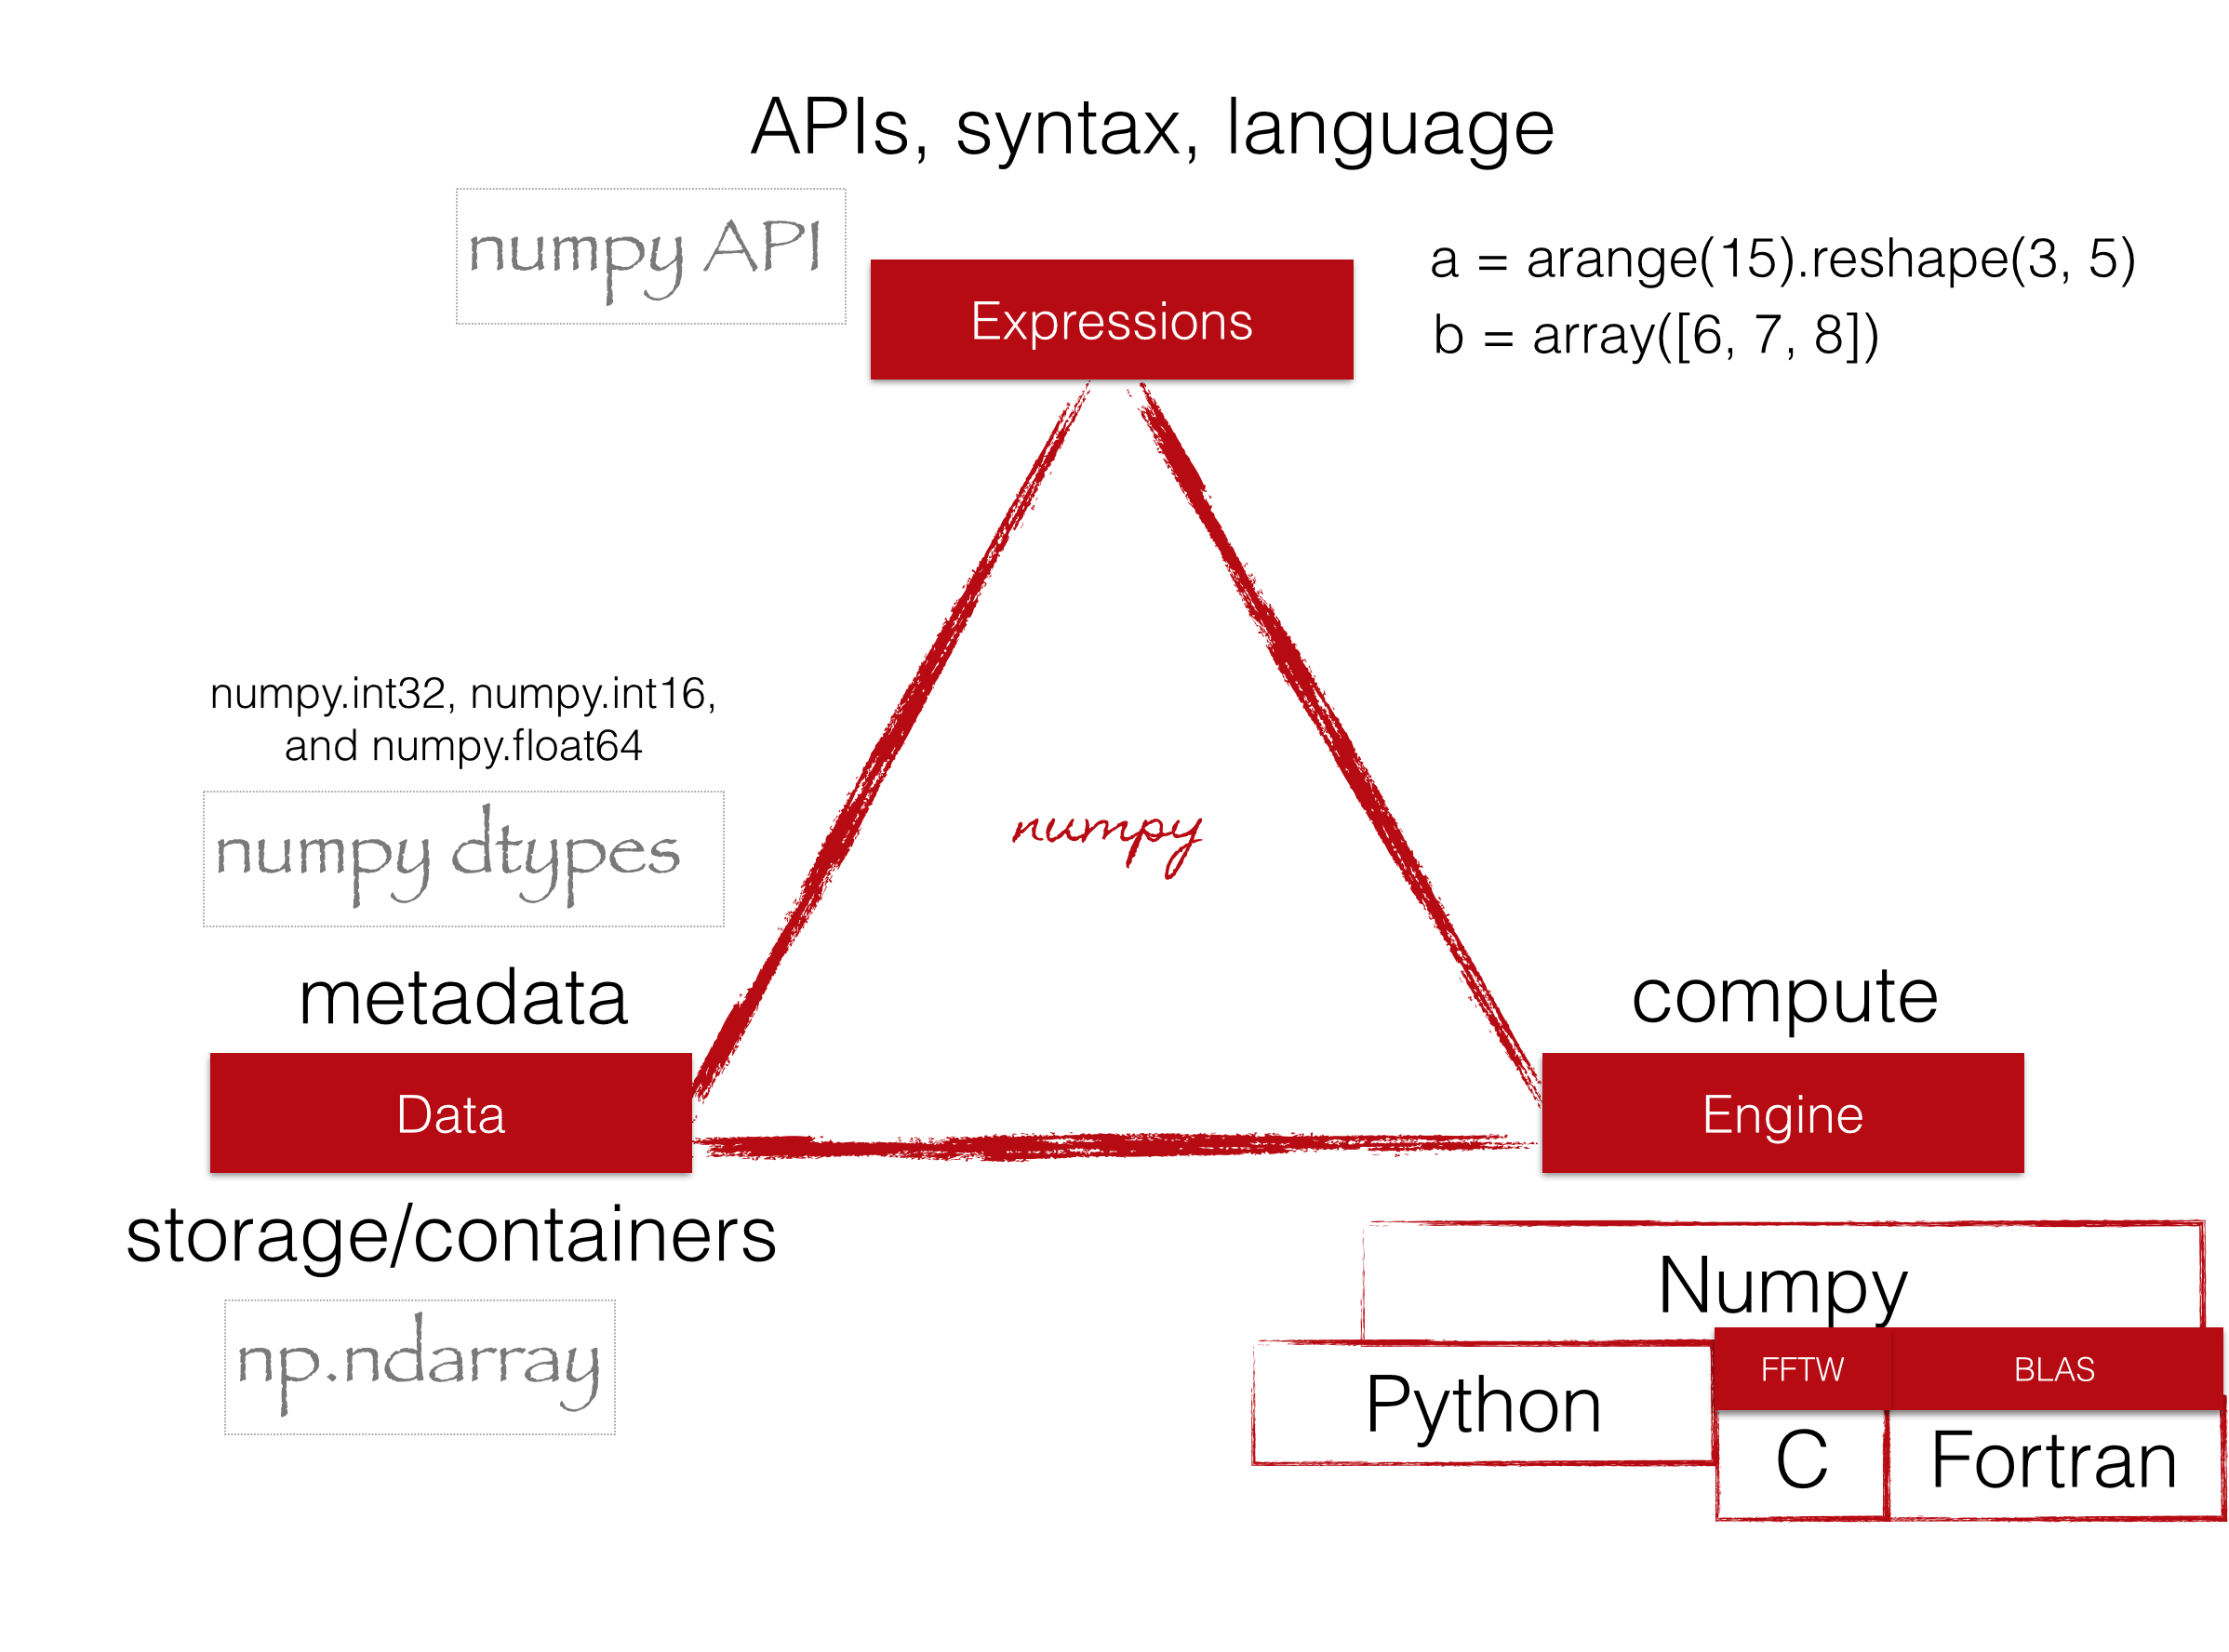 APIs, syntax, language
numpy API
Expressions
a = arange(15).reshape(3, 5)
b = array([6, 7, 8])
numpy.int32, numpy.int16,
and numpy.float64
numpy dtypes
numpy
metadata
compute
Data
Engine
storage/containers
np.ndarray
Numpy
Python
FFTW
BLAS
C
Fortran